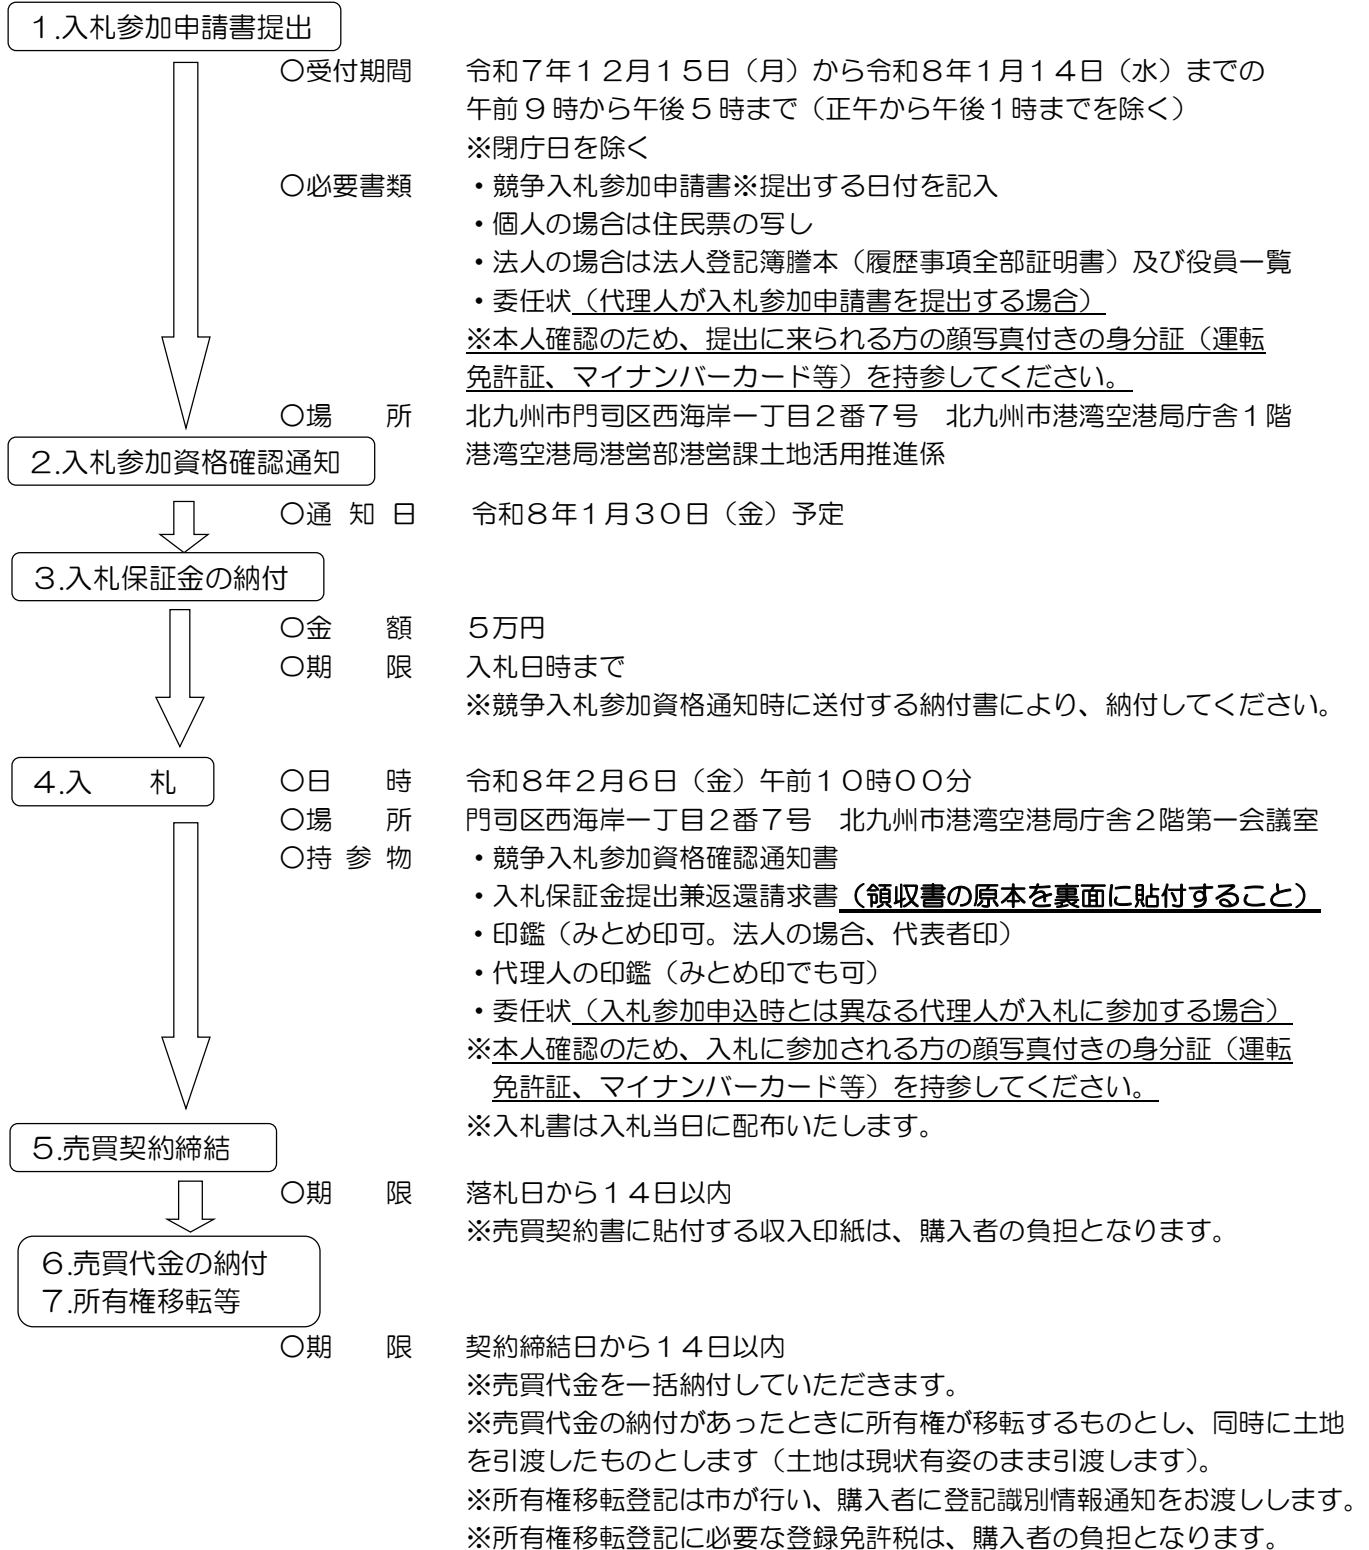 １.入札参加申請書提出
〇受付期間　令和７年１２月１５日（月）から令和８年１月１４日（水）までの
午前９時から午後５時まで（正午から午後１時までを除く）
※閉庁日を除く
〇必要書類　・競争入札参加申請書※提出する日付を記入
・個人の場合は住民票の写し
・法人の場合は法人登記簿謄本（履歴事項全部証明書）及び役員一覧
・委任状（代理人が入札参加申請書を提出する場合）
※本人確認のため、提出に来られる方の顔写真付きの身分証（運転
免許証、マイナンバーカード等）を持参してください。
〇場　所　北九州市門司区西海岸一丁目２番７号　北九州市港湾空港局庁舎１階
港湾空港局港営部港営課土地活用推進係
２.入札参加資格確認通知
〇通 知 日　令和８年１月３０日（金）予定
３.入札保証金の納付
〇金　額　５万円
〇期　限　入札日時まで
※競争入札参加資格通知時に送付する納付書により、納付してください。
４.入　札
〇日　時　令和８年２月６日（金）午前１０時００分
〇場　所　門司区西海岸一丁目２番７号　北九州市港湾空港局庁舎２階第一会議室
〇持 参 物　・競争入札参加資格確認通知書
・入札保証金提出兼返還請求書（領収書の原本を裏面に貼付すること）
・印鑑（みとめ印可。法人の場合、代表者印）
・代理人の印鑑（みとめ印でも可）
・委任状（入札参加申込時とは異なる代理人が入札に参加する場合）
※本人確認のため、入札に参加される方の顔写真付きの身分証（運転
免許証、マイナンバーカード等）を持参してください。
※入札書は入札当日に配布いたします。
５.売買契約締結
〇期　限　落札日から１４日以内
※売買契約書に貼付する収入印紙は、購入者の負担となります。
６.売買代金の納付
７.所有権移転等
〇期　限　契約締結日から１４日以内
※売買代金を一括納付していただきます。
※売買代金の納付があったときに所有権が移転するものとし、同時に土地
を引渡したものとします（土地は現状有姿のまま引渡します）。
※所有権移転登記は市が行い、購入者に登記識別情報通知をお渡しします。
※所有権移転登記に必要な登録免許税は、購入者の負担となります。